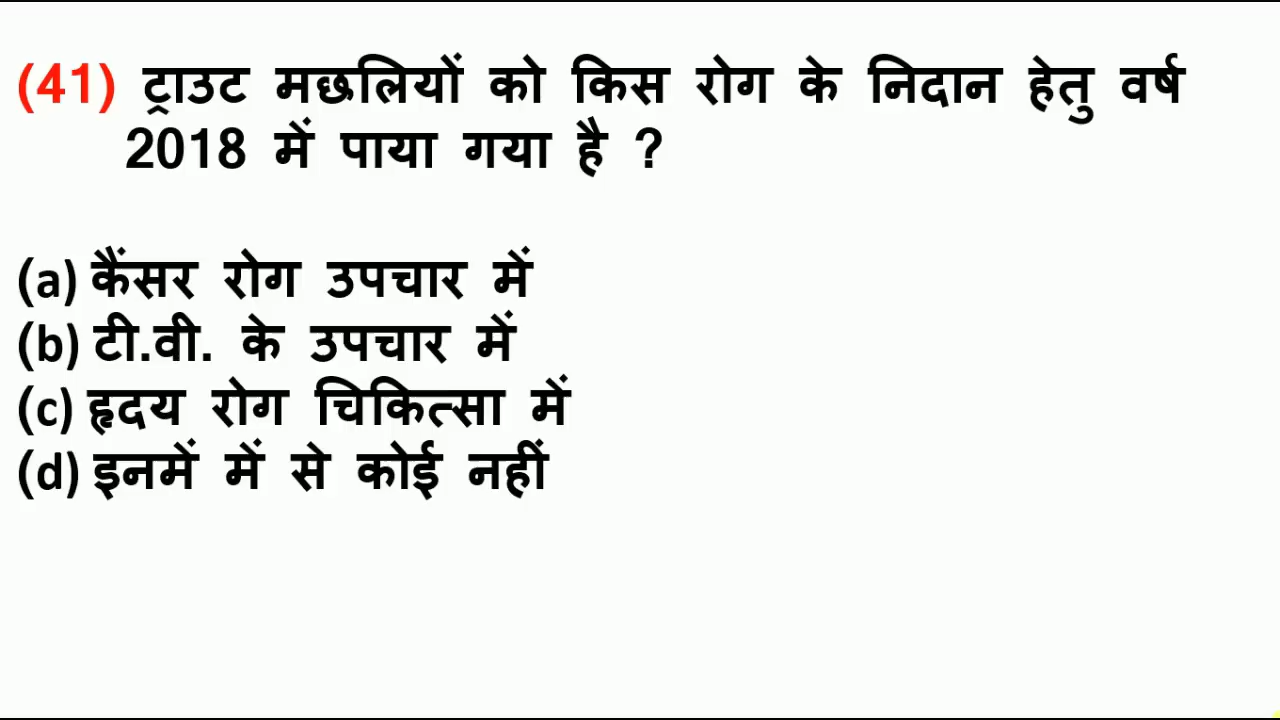 (41) ट्राउट मछलियों को किस रोग के निदान हेतु वर्ष
2018 में पाया गया है ?
(a) कैंसर रोग उपचार में
(b) टी.वी. के उपचार में
(c) हृदय रोग चिकित्सा में
(d) इनमें में से कोई नहीं